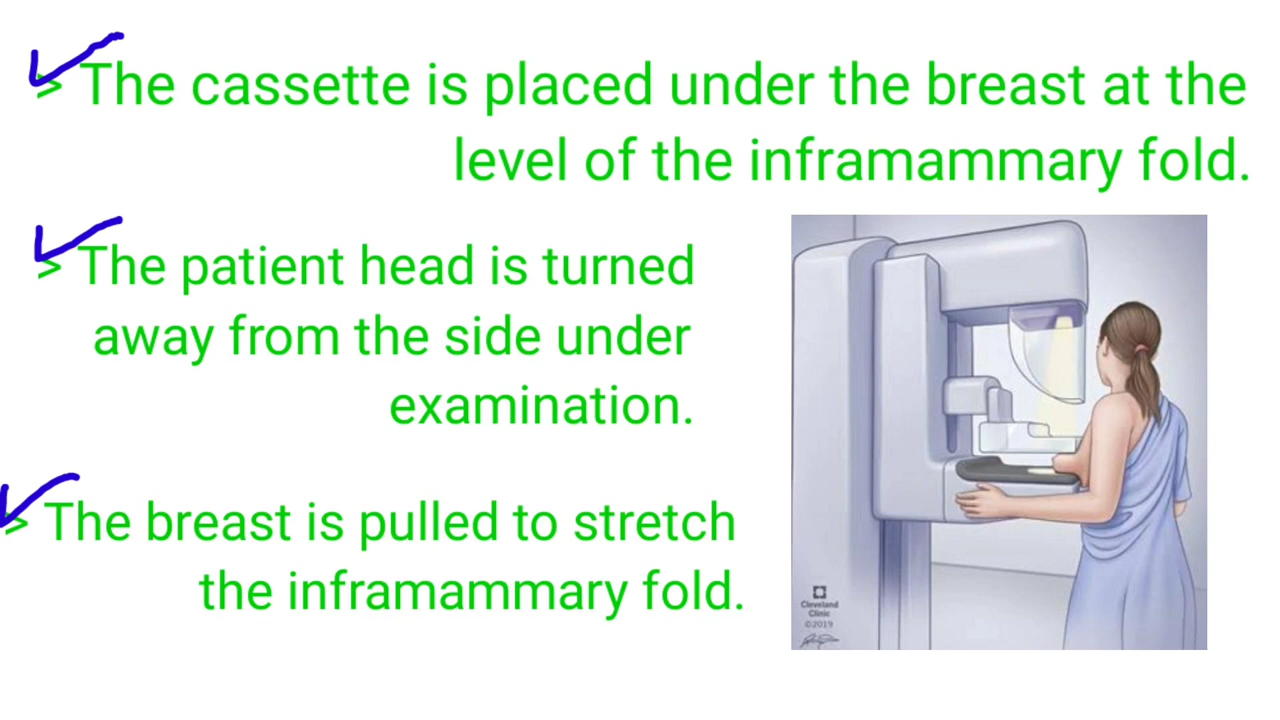 > The cassette is placed under the breast at the
level of the inframammary fold.
> The patient head is turned
away from the side under
examination.
> The breast is pulled to stretch
the inframammary fold.
Cleveland
Clinic
©2019